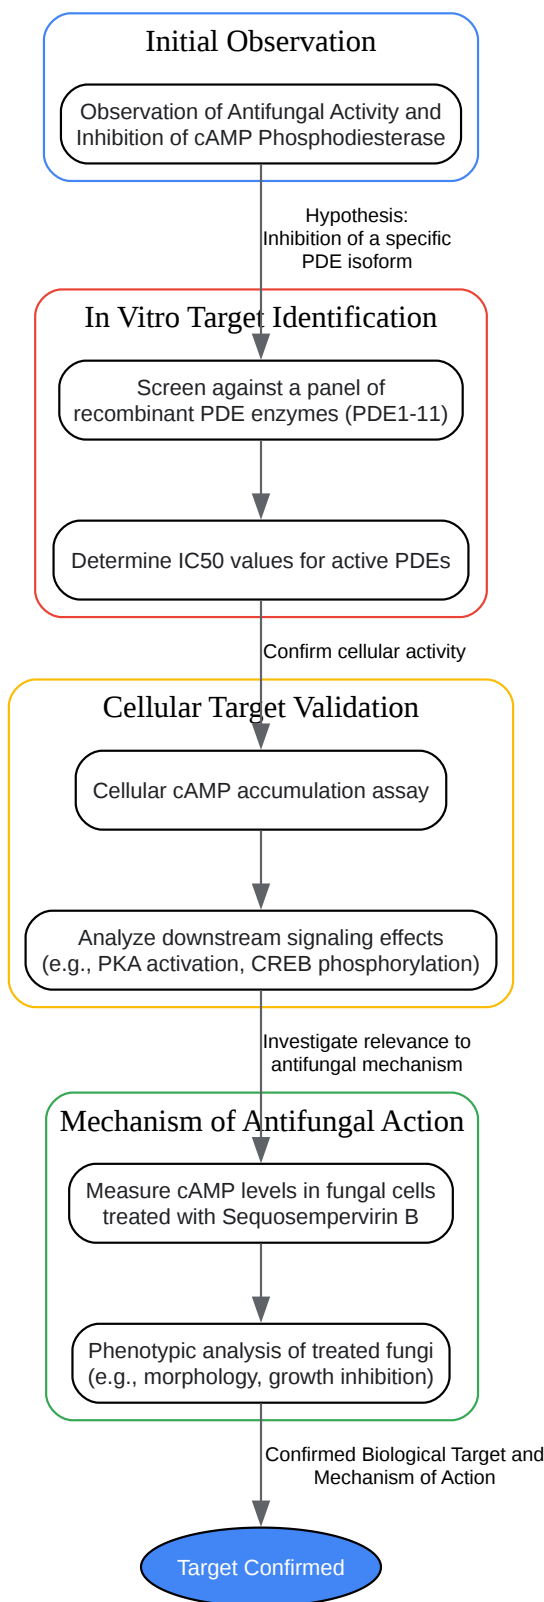 Initial Observation
Observation of Antifungal Activity and
Inhibition of cAMP Phosphodiesterase
Hypothesis:
Inhibition of a specific
PDE isoform
In Vitro Target Identification
Screen against a panel of
recombinant PDE enzymes (PDE1-11)
Determine IC50 values for active PDEs
Confirm cellular activity
Cellular Target Validation
Cellular cAMP accumulation assay
Analyze downstream signaling effects
(e.g., PKA activation, CREB phosphorylation)
Investigate relevance to
antifungal mechanism
Mechanism of Antifungal Action
Measure cAMP levels in fungal cells
treated with Sequosempervirin B
Phenotypic analysis of treated fungi
(e.g., morphology, growth inhibition)
Confirmed Biological Target and
Mechanism of Action
Target Confirmed